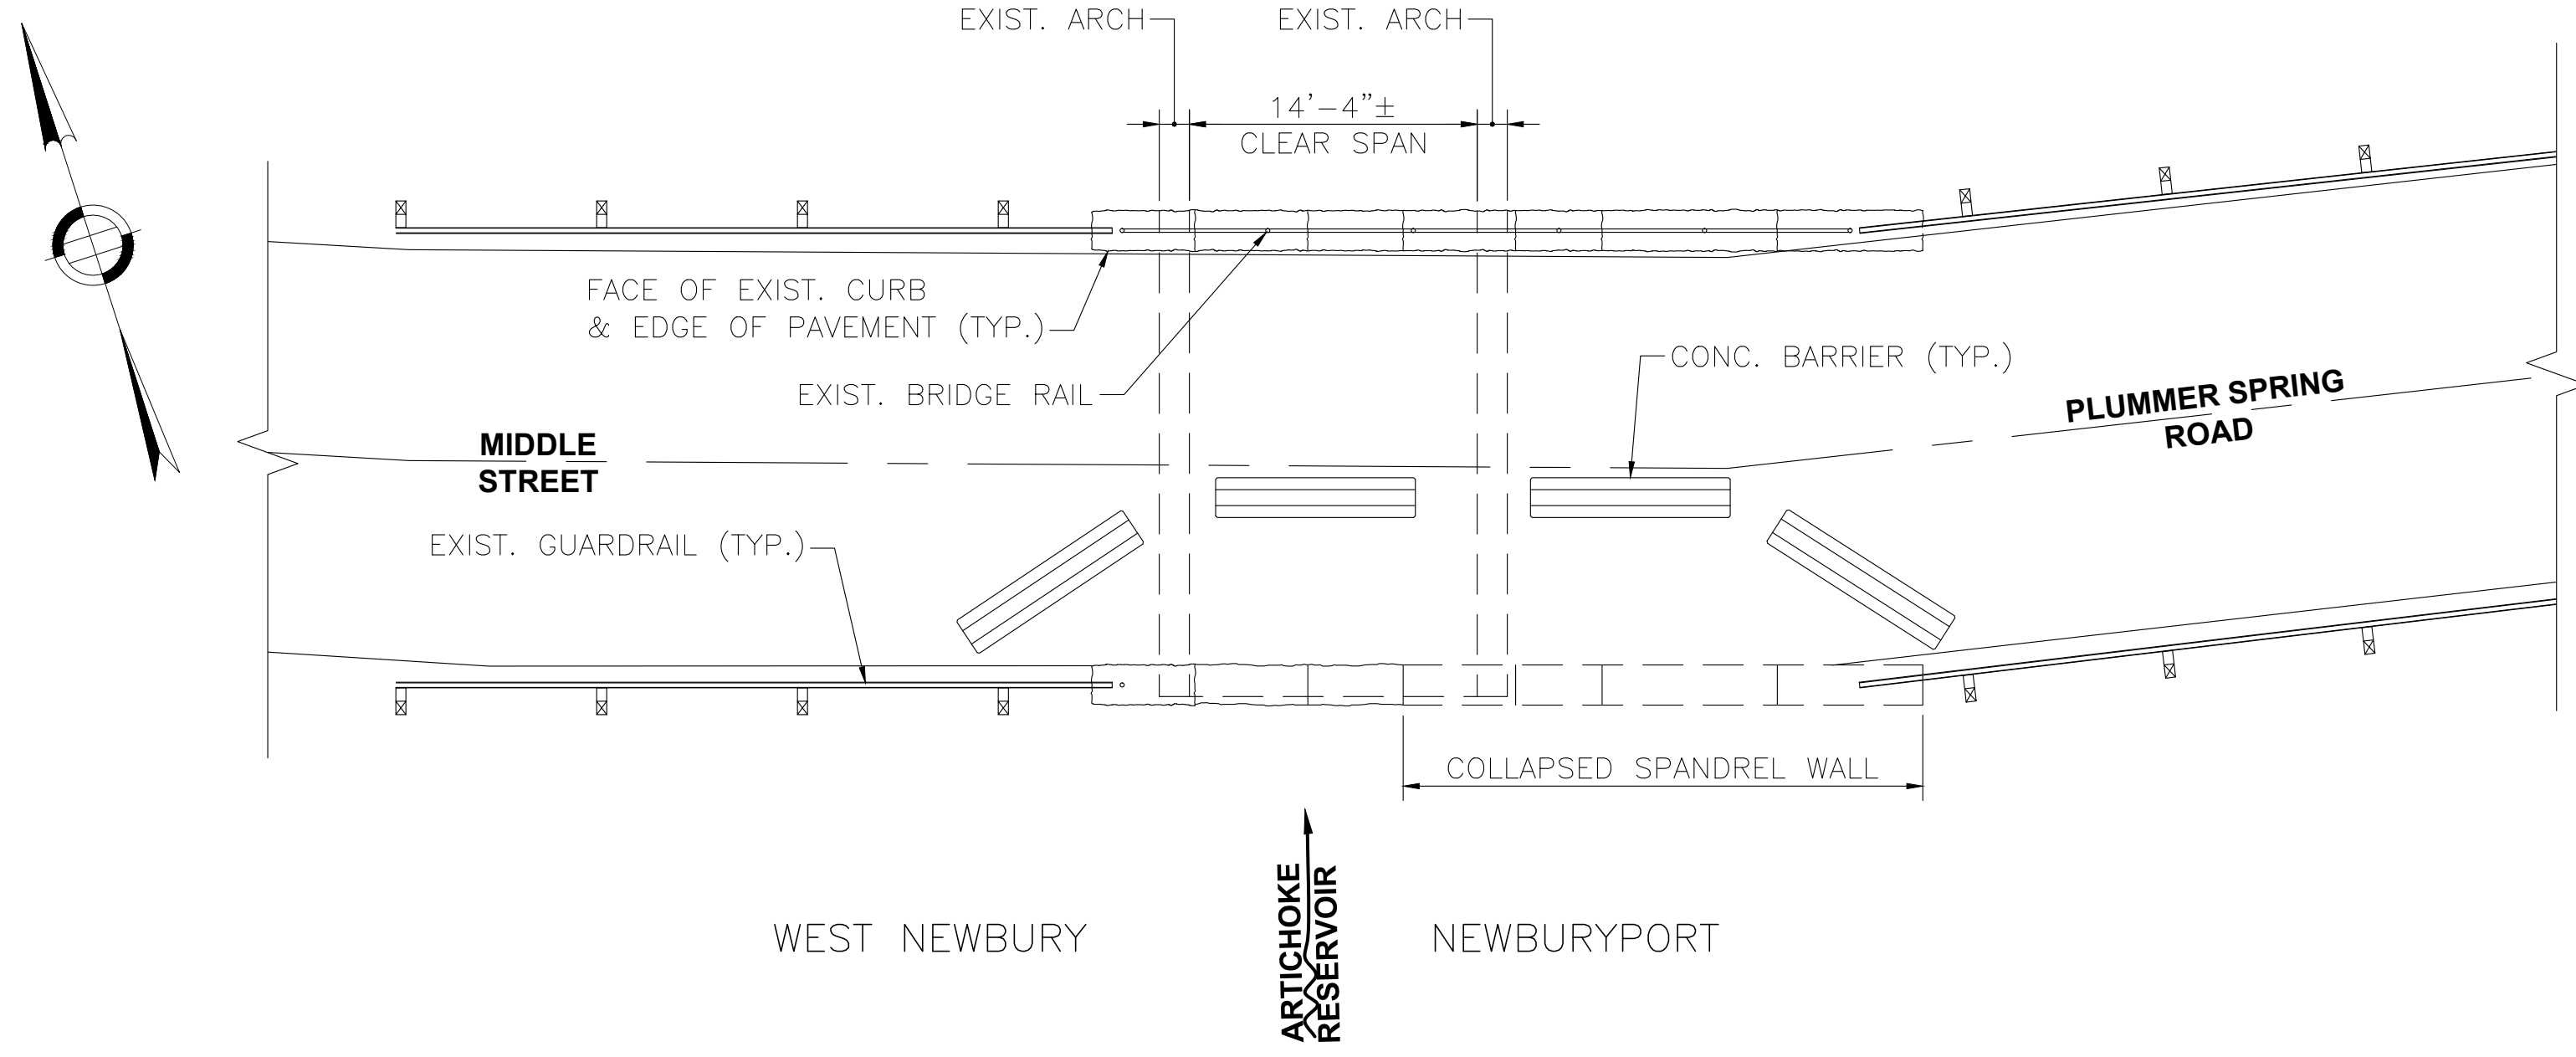 EXIST. ARCH
EXIST. ARCH
14'-4"±
CLEAR SPAN
FACE OF EXIST. CURB
& EDGE OF PAVEMENT (TYP.)
EXIST. BRIDGE RAIL
CONC. BARRIER (TYP.)
PLUMMER SPRING
ROAD
MIDDLE
STREET
EXIST. GUARDRAIL (TYP.)
COLLAPSED SPANDREL WALL
WEST NEWBURY
ARTICHOKE
RESERVOIR
NEWBURYPORT